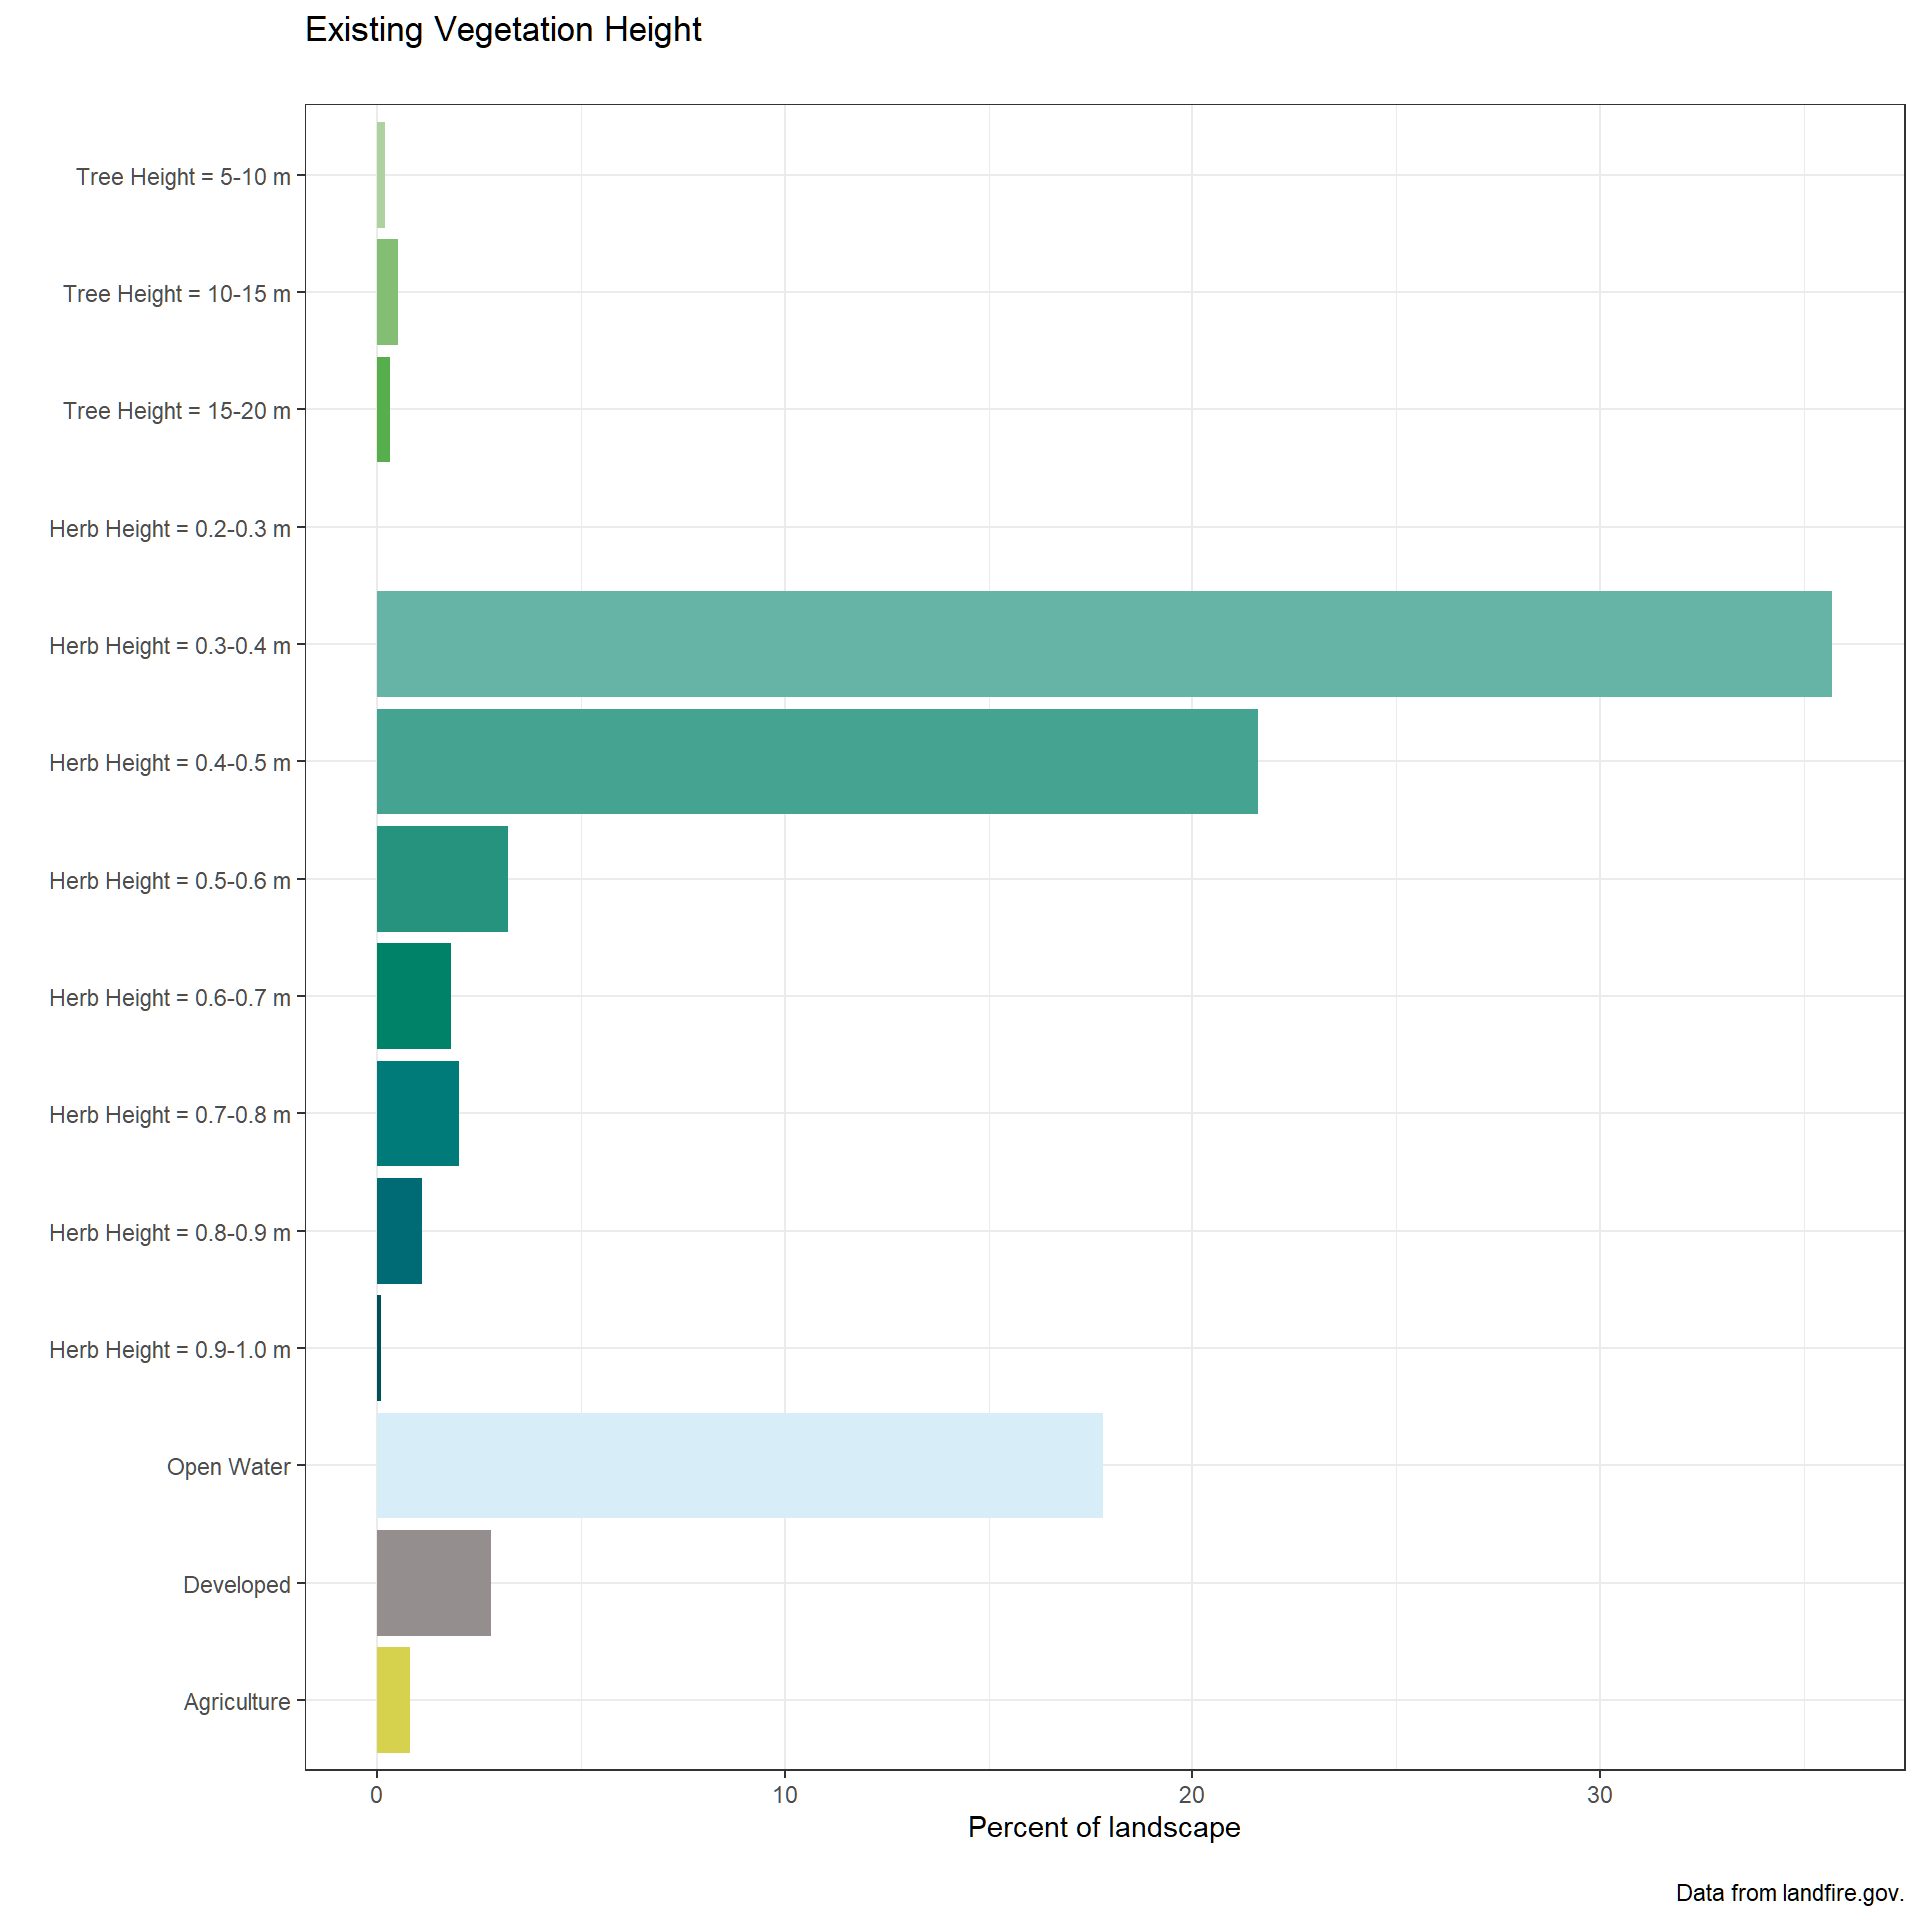 Existing Vegetation Height
Tree Height = 5-10 m
Tree Height = 10-15 m
Tree Height = 15-20 m
Herb Height = 0.2-0.3 m
Herb Height = 0.3-0.4 m
Herb Height = 0.4-0.5 m
Herb Height = 0.5-0.6 m
Herb Height = 0.6-0.7 m
Herb Height = 0.7-0.8 m
Herb Height = 0.8-0.9 m
Herb Height = 0.9-1.0 m
Open Water
Developed
Agriculture
0 10 20 30
Percent of landscape
Data from landfire.gov.